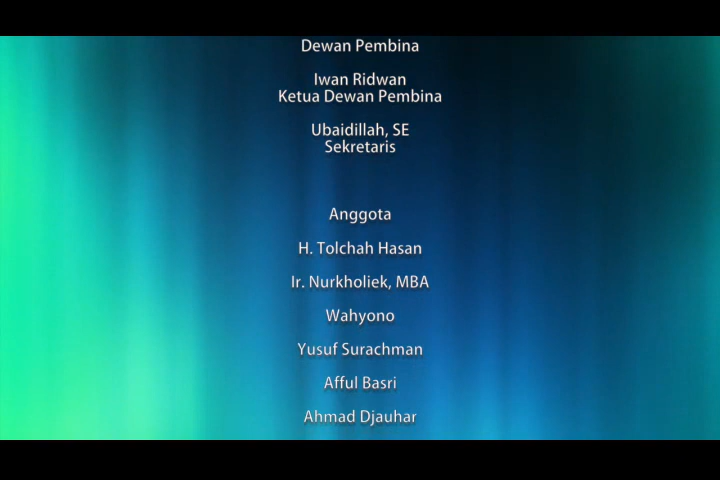 Dewan Pembina
Iwan Ridwan
Ketua Dewan Pembina
Ubaidillah, SE
Sekretaris
Anggota
H. Tolchah Hasan
Ir. Nurkholiek, MBA
Wahyono
Yusuf Surachman
Afful Basri
Ahmad Djauhar